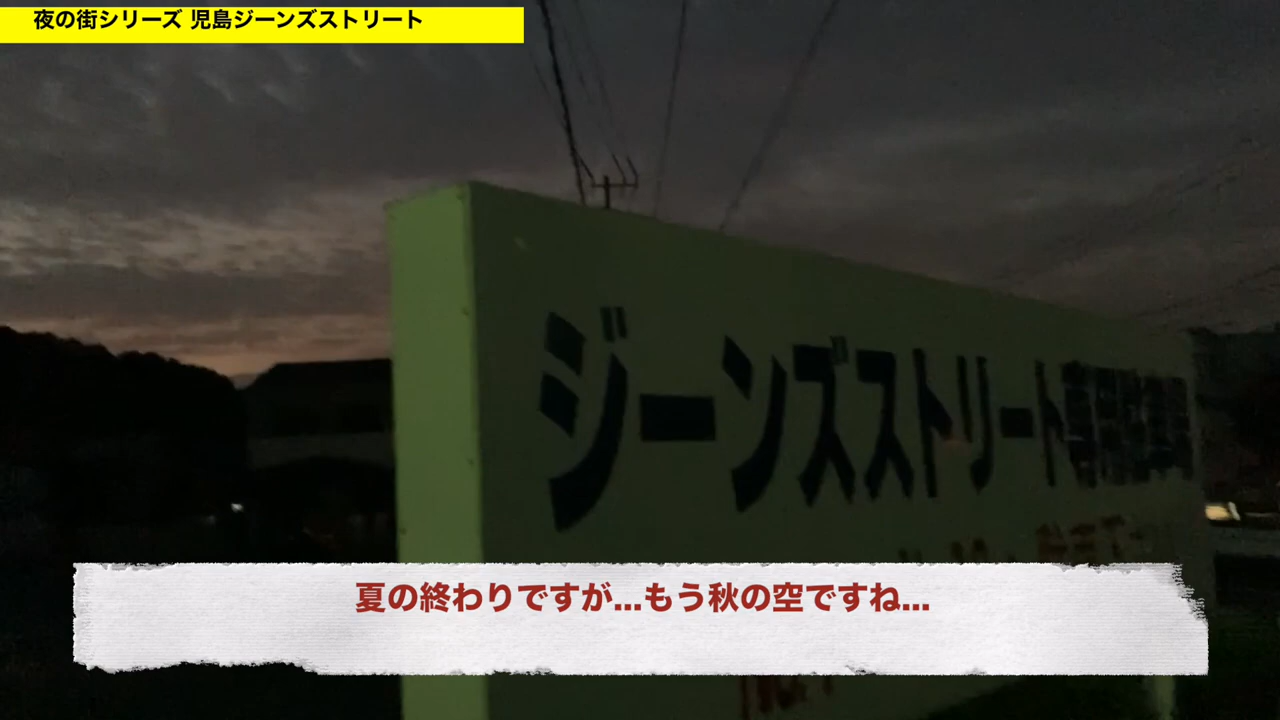 夜の街シリーズ 児島ジーンズストリート
ジーンズストリート
夏の終わりですが...もう秋の空ですね...